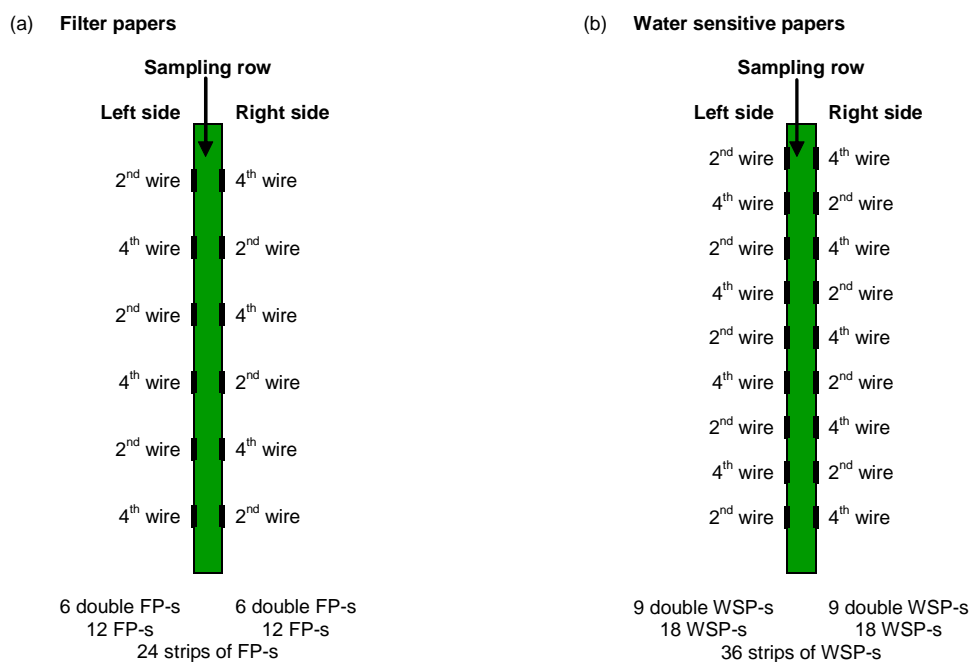 (a) Filter papers
Sampling row
Left side Right side
2nd wire 4th wire
4th wire 2nd wire
2nd wire 4th wire
4th wire 2nd wire
2nd wire 4th wire
4th wire 2nd wire
6 double FP-s 6 double FP-s
12 FP-s 12 FP-s
24 strips of FP-s
(b) Water sensitive papers
Sampling row
Left side Right side
2nd wire 4th wire
4th wire 2nd wire
2nd wire 4th wire
4th wire 2nd wire
2nd wire 4th wire
4th wire 2nd wire
2nd wire 4th wire
4th wire 2nd wire
2nd wire 4th wire
9 double WSP-s 9 double WSP-s
18 WSP-s 18 WSP-s
36 strips of WSP-s